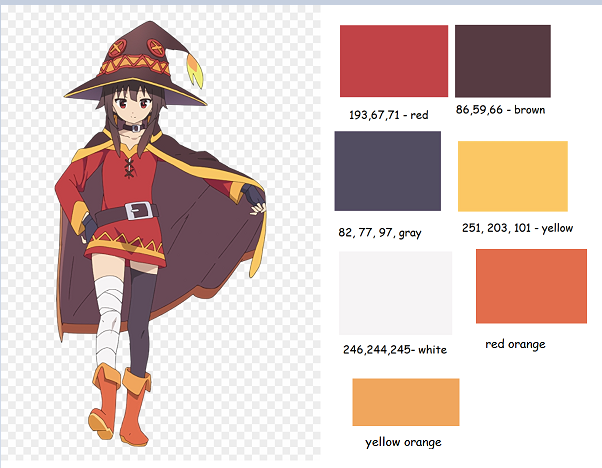 193,67,71 - red
86,59,66 - brown
82, 77, 97, gray
251, 203, 101 - yellow
246,244,245- white
red orange
yellow orange